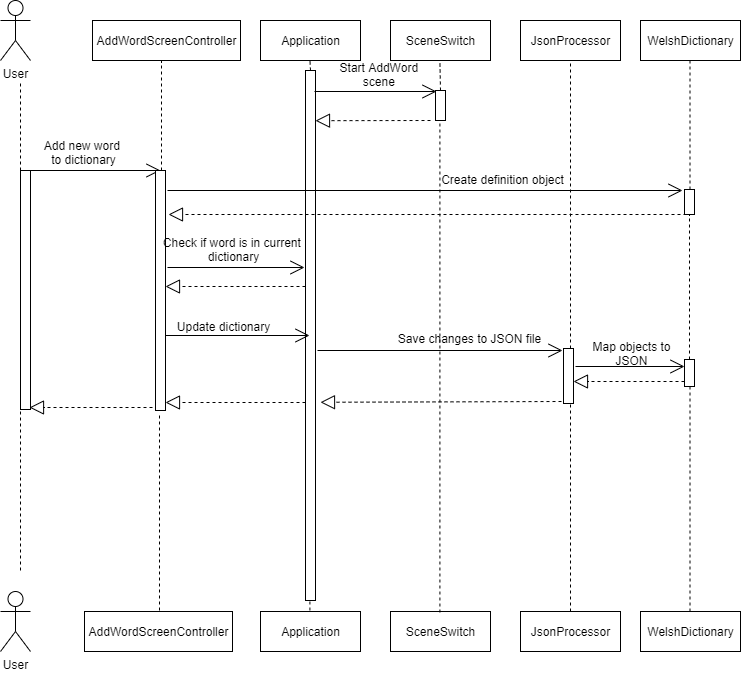 User
AddWordScreenController
Application
SceneSwitch
JsonProcessor
WelshDictionary
Start AddWord
scene
Add new word
to dictionary
Create definition object
Check if word is in current
dictionary
Update dictionary
Save changes to JSON file
Map objects to
JSON
User
AddWordScreenController
Application
SceneSwitch
JsonProcessor
WelshDictionary